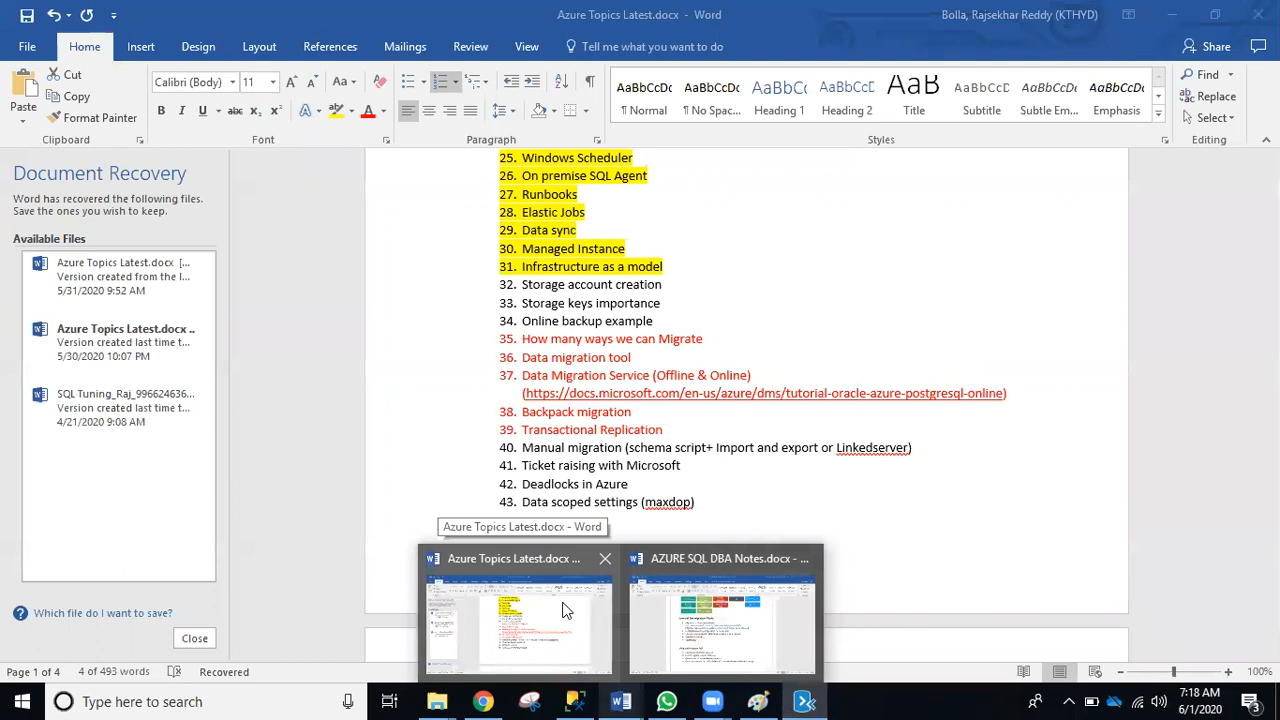 Azure Topics Latest.docx - Word
Bolla, Rajsekhar Reddy (KTHYD)
File
Home
Insert
Design
Layout
References
Mailings
Review
View
Tell me what you want to do
Share
Paste
Cut
Copy
Format Painter
Clipboard
Calibri (Body)
11
Font
Paragraph
AaBbCcDc
¶ Normal
AaBbCcDc
¶ No Spac...
AaBbC
Heading 1
AaBbCcD
Heading 2
AaB
Title
AaBbCcD
Subtitle
AaBbCcD
Subtle Em...
AaBbCcD
Emphasis
Styles
Find
Replace
Select
Editing
Document Recovery
Word has recovered the following files.
Save the ones you wish to keep.
Available Files
Azure Topics Latest.docx [...
Version created from the l...
5/31/2020 9:52 AM
Azure Topics Latest.docx ..
Version created last time t...
5/30/2020 10:07 PM
SQL Tuning_Raj_996624636...
Version created last time t...
4/21/2020 9:08 AM
Which file do I want to save?
Close
25. Windows Scheduler
26. On premise SQL Agent
27. Runbooks
28. Elastic Jobs
29. Data sync
30. Managed Instance
31. Infrastructure as a model
32. Storage account creation
33. Storage keys importance
34. Online backup example
35. How many ways we can Migrate
36. Data migration tool
37. Data Migration Service (Offline & Online)
(https://docs.microsoft.com/en-us/azure/dms/tutorial-oracle-azure-postgresql-online)
38. Backpack migration
39. Transactional Replication
40. Manual migration (schema script+ Import and export or Linkedserver)
41. Ticket raising with Microsoft
42. Deadlocks in Azure
43. Data scoped settings (maxdop)
Azure Topics Latest.docx - Word
Azure Topics Latest.docx ...
AZURE SQL DBA Notes.docx - ...
of 4
4 of 493 words
Recovered
100%
Type here to search
7:18 AM
6/1/2020
3